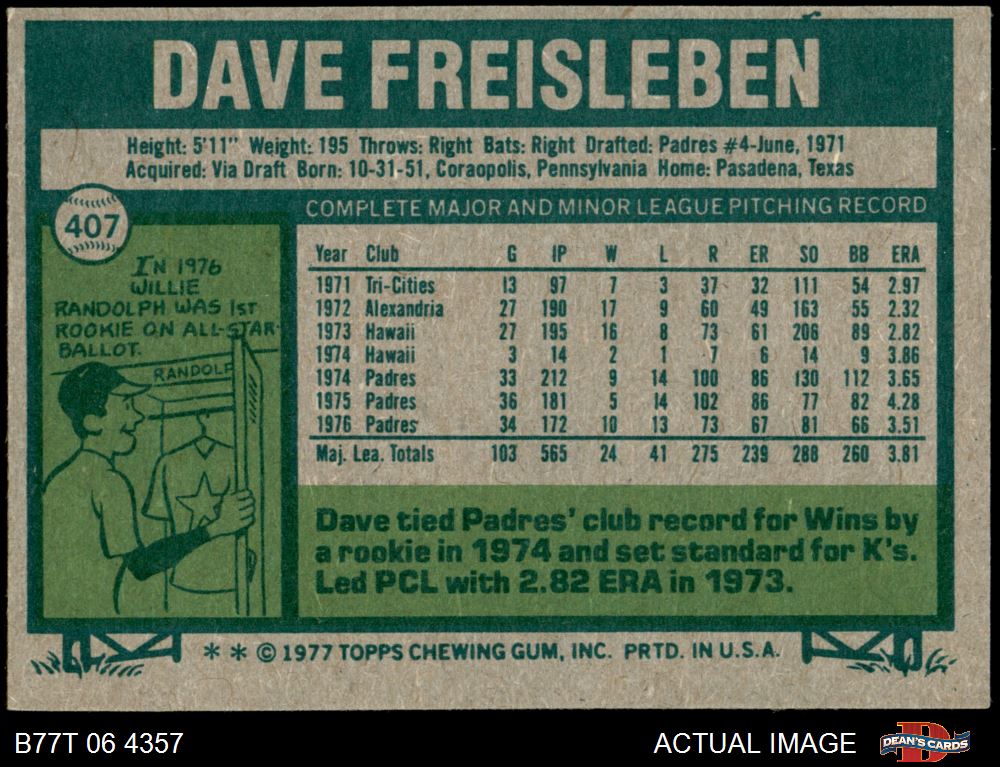 DAVE FREISLEBEN
Height: 5'11" Weight: 195 Throws: Right Bats: Right Drafted: Padres #4-June, 1971
Acquired: Via Draft Born: 10-31-51, Coraopolis, Pennsylvania Home: Pasadena, Texas
407
COMPLETE MAJOR AND MINOR LEAGUE PITCHING RECORD
IN 1976
WILLIE
RANDOLPH WAS 1ST
ROOKIE ON ALL-STAR
BALLOT.
RANDOLP
Year Club G IP W L R ER SO BB ERA
1971 Tri-Cities 13 97 7 3 37 32 111 54 2.97
1972 Alexandria 27 190 17 9 60 49 163 55 2.32
1973 Hawaii 27 195 16 8 73 61 206 89 2.82
1974 Hawaii 3 14 2 1 7 6 14 9 3.86
1974 Padres 33 212 9 14 100 86 130 112 3.65
1975 Padres 36 181 5 14 102 86 77 82 4.28
1976 Padres 34 172 10 13 73 67 81 66 3.51
Maj. Lea. Totals 103 565 24 41 275 239 288 260 3.81
Dave tied Padres' club record for Wins by
a rookie in 1974 and set standard for K's.
Led PCL with 2.82 ERA in 1973.
* * © 1977 TOPPS CHEWING GUM, INC. PRTD. IN U.S.A.
B77T 06 4357
ACTUAL IMAGE
D
DEAN'S CARDS